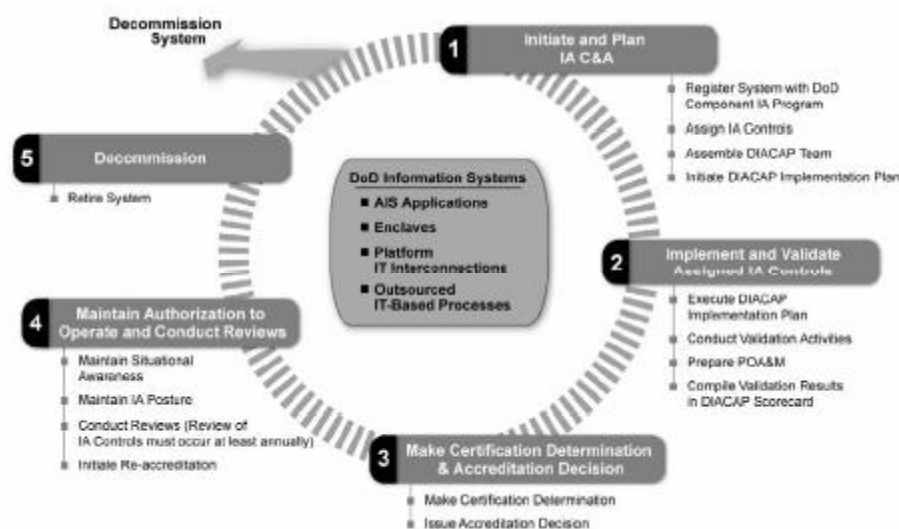 Decommission
System
1
Initiate and Plan
IA C&A
Register System with DoD
Component IA Program
Assign IA Controls
Assemble DIACAP Team
Initiate DIACAP Implementation Plan
5
Decommission
Retire System
DoD Information Systems
AIS Applications
Enclaves
Platform
IT Interconnections
Outsourced
IT-Based Processes
2
Implement and Validate
Assigned IA Controls
Execute DIACAP
Implementation Plan
Conduct Validation Activities
Prepare POA&M
Compile Validation Results
in DIACAP Scorecard
4
Maintain Authorization to
Operate and Conduct Reviews
Maintain Situational
Awareness
Maintain IA Posture
Conduct Reviews (Review of
IA Controls must occur at least annually)
Initiate Re-accreditation
3
Make Certification Determination
& Accreditation Decision
Make Certification Determination
Issue Accreditation Decision